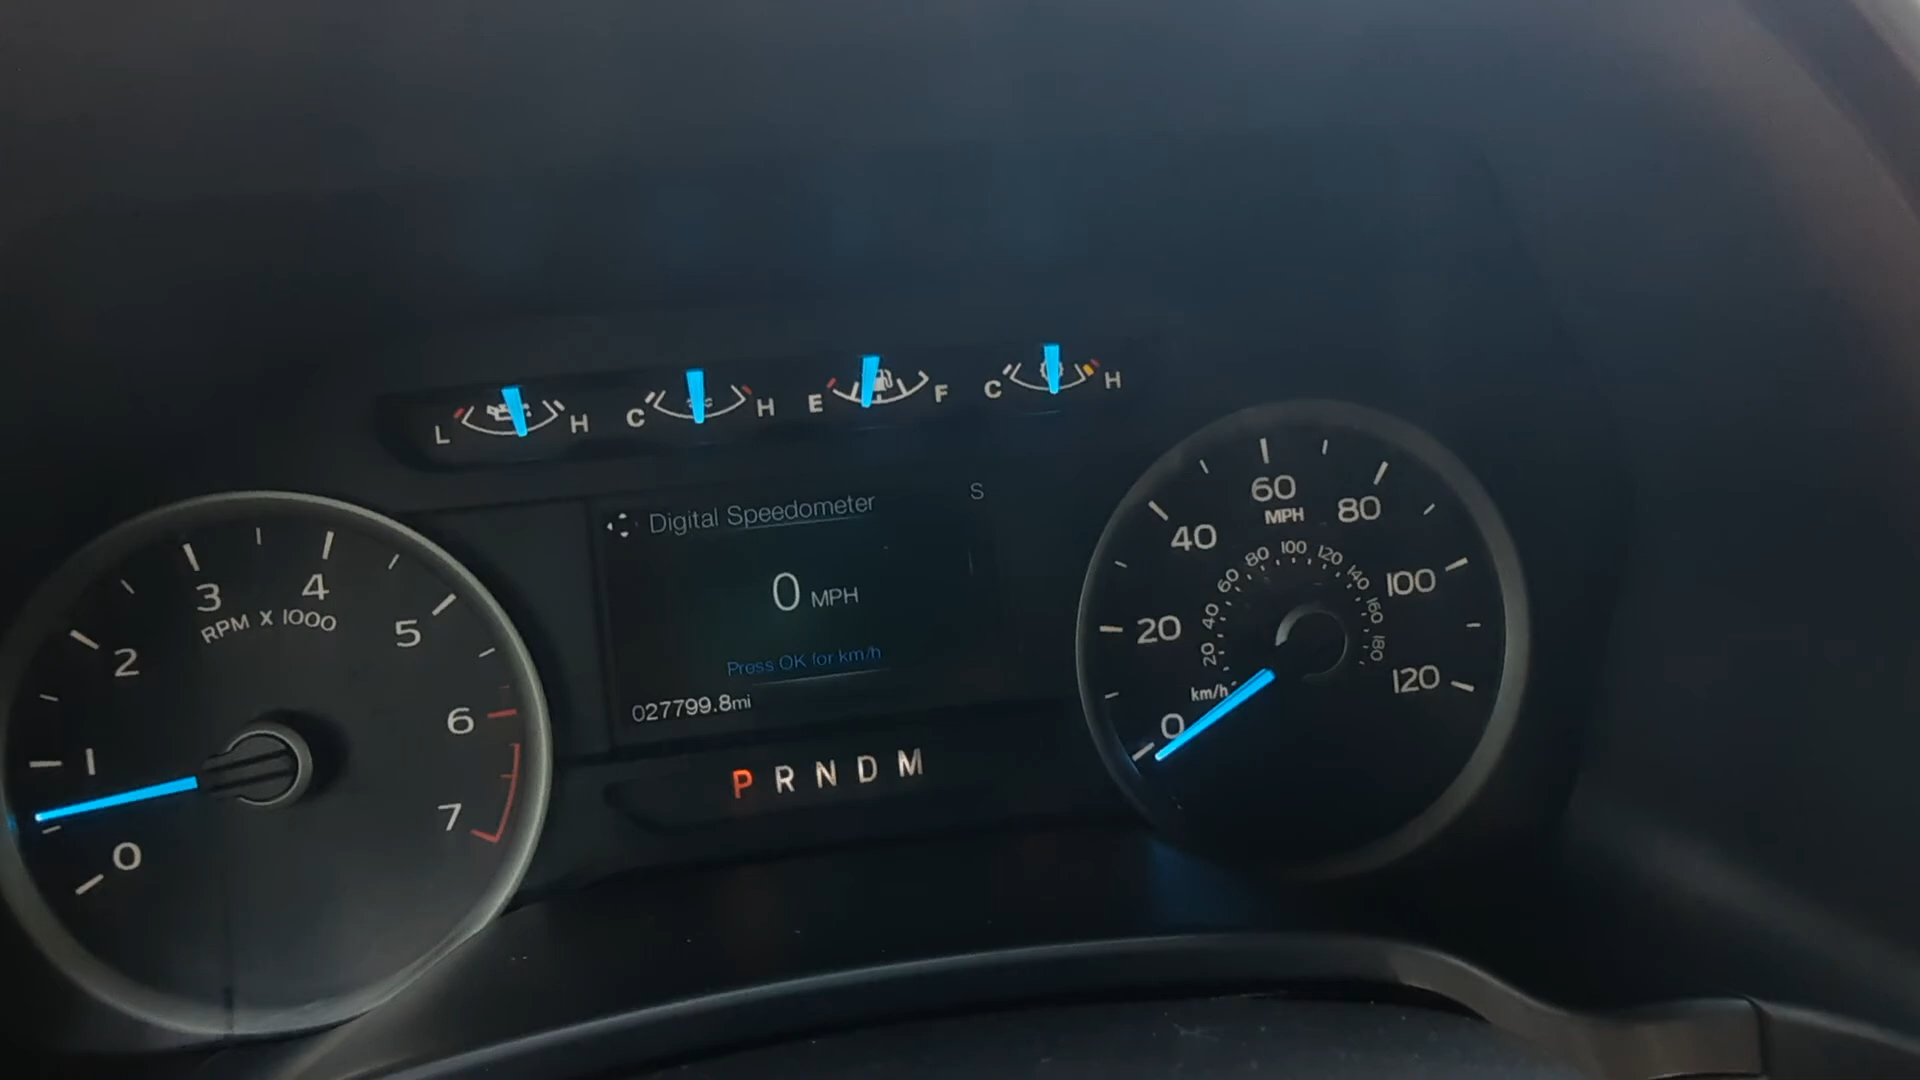 L H C H E F C H
Digital Speedometer S
0 MPH
Press OK for km/h
027799.8mi
P R N D M
0 1 2 3 4 5 6 7
RPM X 1000
0 20 40 60 80 100 120
MPH
20 40 60 80 100 120 140 160 180
km/h